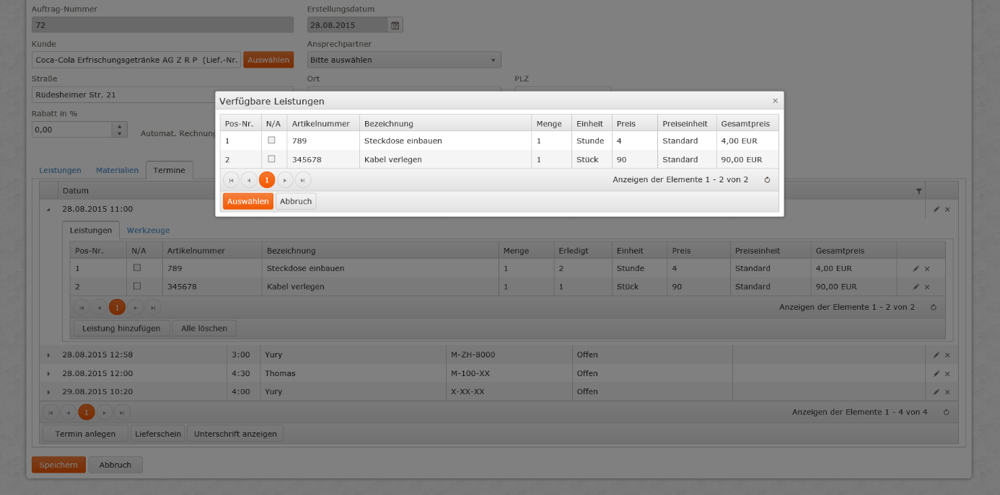 Auftrag-Nummer Erstellungsdatum
72 28.08.2015
Kunde Ansprechpartner
Coca-Cola Erfrischungsgetränke AG Z R P (Lief.-Nr. Auswählen Bitte auswählen
Straße Ort PLZ
Rüdesheimer Str. 21
Verfügbare Leistungen
Rabatt in %
0,00 Automat. Rechnung
Pos-Nr. N/A Artikelnummer Bezeichnung Menge Einheit Preis Preiseinheit Gesamtpreis
1 789 Steckdose einbauen 1 Stunde 4 Standard 4,00 EUR
2 345678 Kabel verlegen 1 Stück 90 Standard 90,00 EUR
1 Anzeigen der Elemente 1 - 2 von 2
Auswählen Abbruch
Leistungen Materialien Termine
Datum
28.08.2015 11:00
Leistungen Werkzeuge
Pos-Nr. N/A Artikelnummer Bezeichnung Menge Erledigt Einheit Preis Preiseinheit Gesamtpreis
1 789 Steckdose einbauen 1 2 Stunde 4 Standard 4,00 EUR
2 345678 Kabel verlegen 1 1 Stück 90 Standard 90,00 EUR
1 Anzeigen der Elemente 1 - 2 von 2
Leistung hinzufügen Alle löschen
28.08.2015 12:58 3:00 Yury M-ZH-8000 Offen
28.08.2015 12:00 4:30 Thomas M-100-XX Offen
29.08.2015 10:20 4:00 Yury X-XX-XX Offen
1 Anzeigen der Elemente 1 - 4 von 4
Termin anlegen Lieferschein Unterschrift anzeigen
Speichern Abbruch